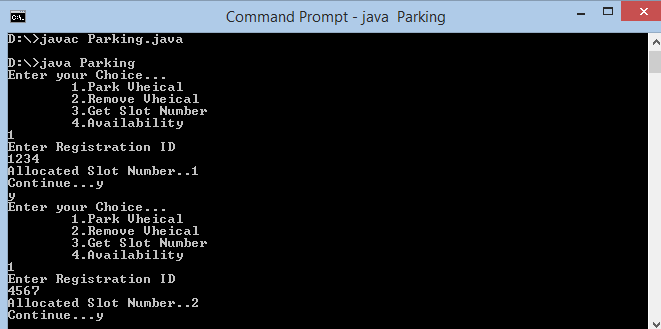 Command Prompt - java  Parking
D:\>javac Parking.java
D:\>java Parking
Enter your Choice...
1.Park Vheical
2.Remove Vheical
3.Get Slot Number
4.Availability
1
Enter Registration ID
1234
Allocated Slot Number..1
Continue...y
y
Enter your Choice...
1.Park Vheical
2.Remove Vheical
3.Get Slot Number
4.Availability
1
Enter Registration ID
4567
Allocated Slot Number..2
Continue...y